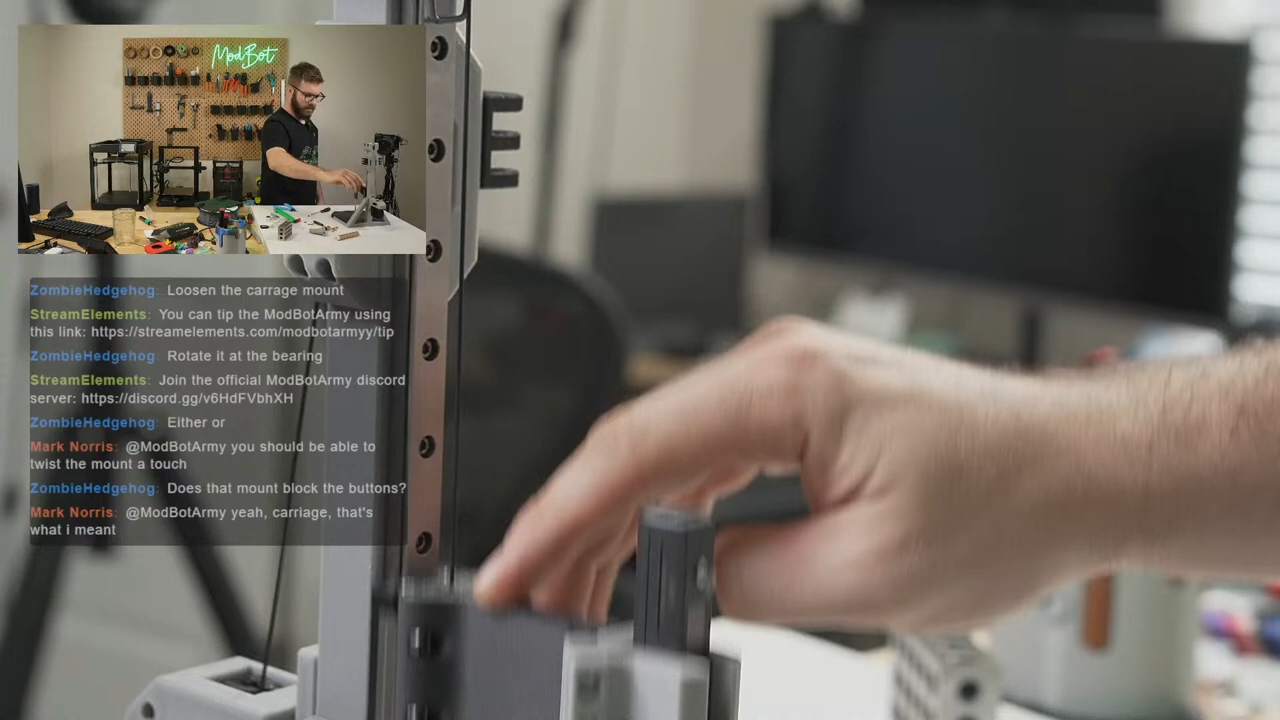 ModBot
ZombieHedgehog: Loosen the carrage mount
StreamElements: You can tip the ModBotArmy using
this link: https://streamelements.com/modbotarmyy/tip
ZombieHedgehog: Rotate it at the bearing
StreamElements: Join the official ModBotArmy discord
server: https://discord.gg/v6HdFVbhXH
ZombieHedgehog: Either or
Mark Norris: @ModBotArmy you should be able to
twist the mount a touch
ZombieHedgehog: Does that mount block the buttons?
Mark Norris: @ModBotArmy yeah, carriage, that's
what i meant